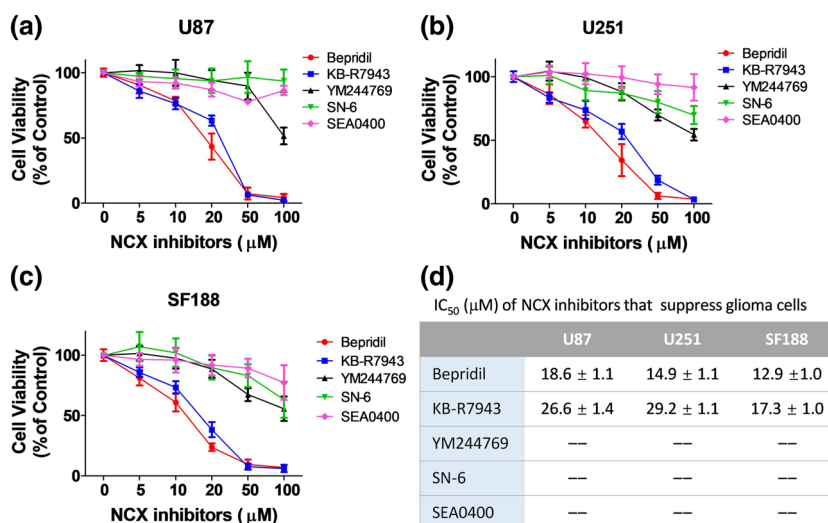 (a)
U87
Cell Viability
(% of Control)
100
50
0
0 5 10 20 50 100
NCX inhibitors ( μM)
Bepridil
KB-R7943
YM244769
SN-6
SEA0400
(b)
U251
Cell Viability
(% of Control)
100
50
0
0 5 10 20 50 100
NCX inhibitors ( μM)
Bepridil
KB-R7943
YM244769
SN-6
SEA0400
(c)
SF188
Cell Viability
(% of Control)
100
50
0
0 5 10 20 50 100
NCX inhibitors ( μM)
Bepridil
KB-R7943
YM244769
SN-6
SEA0400
(d)
IC50 (μM) of NCX inhibitors that suppress glioma cells
U87 U251 SF188
Bepridil 18.6 ± 1.1 14.9 ± 1.1 12.9 ±1.0
KB-R7943 26.6 ± 1.4 29.2 ± 1.1 17.3 ± 1.0
YM244769 –– –– ––
SN-6 –– –– ––
SEA0400 –– –– ––